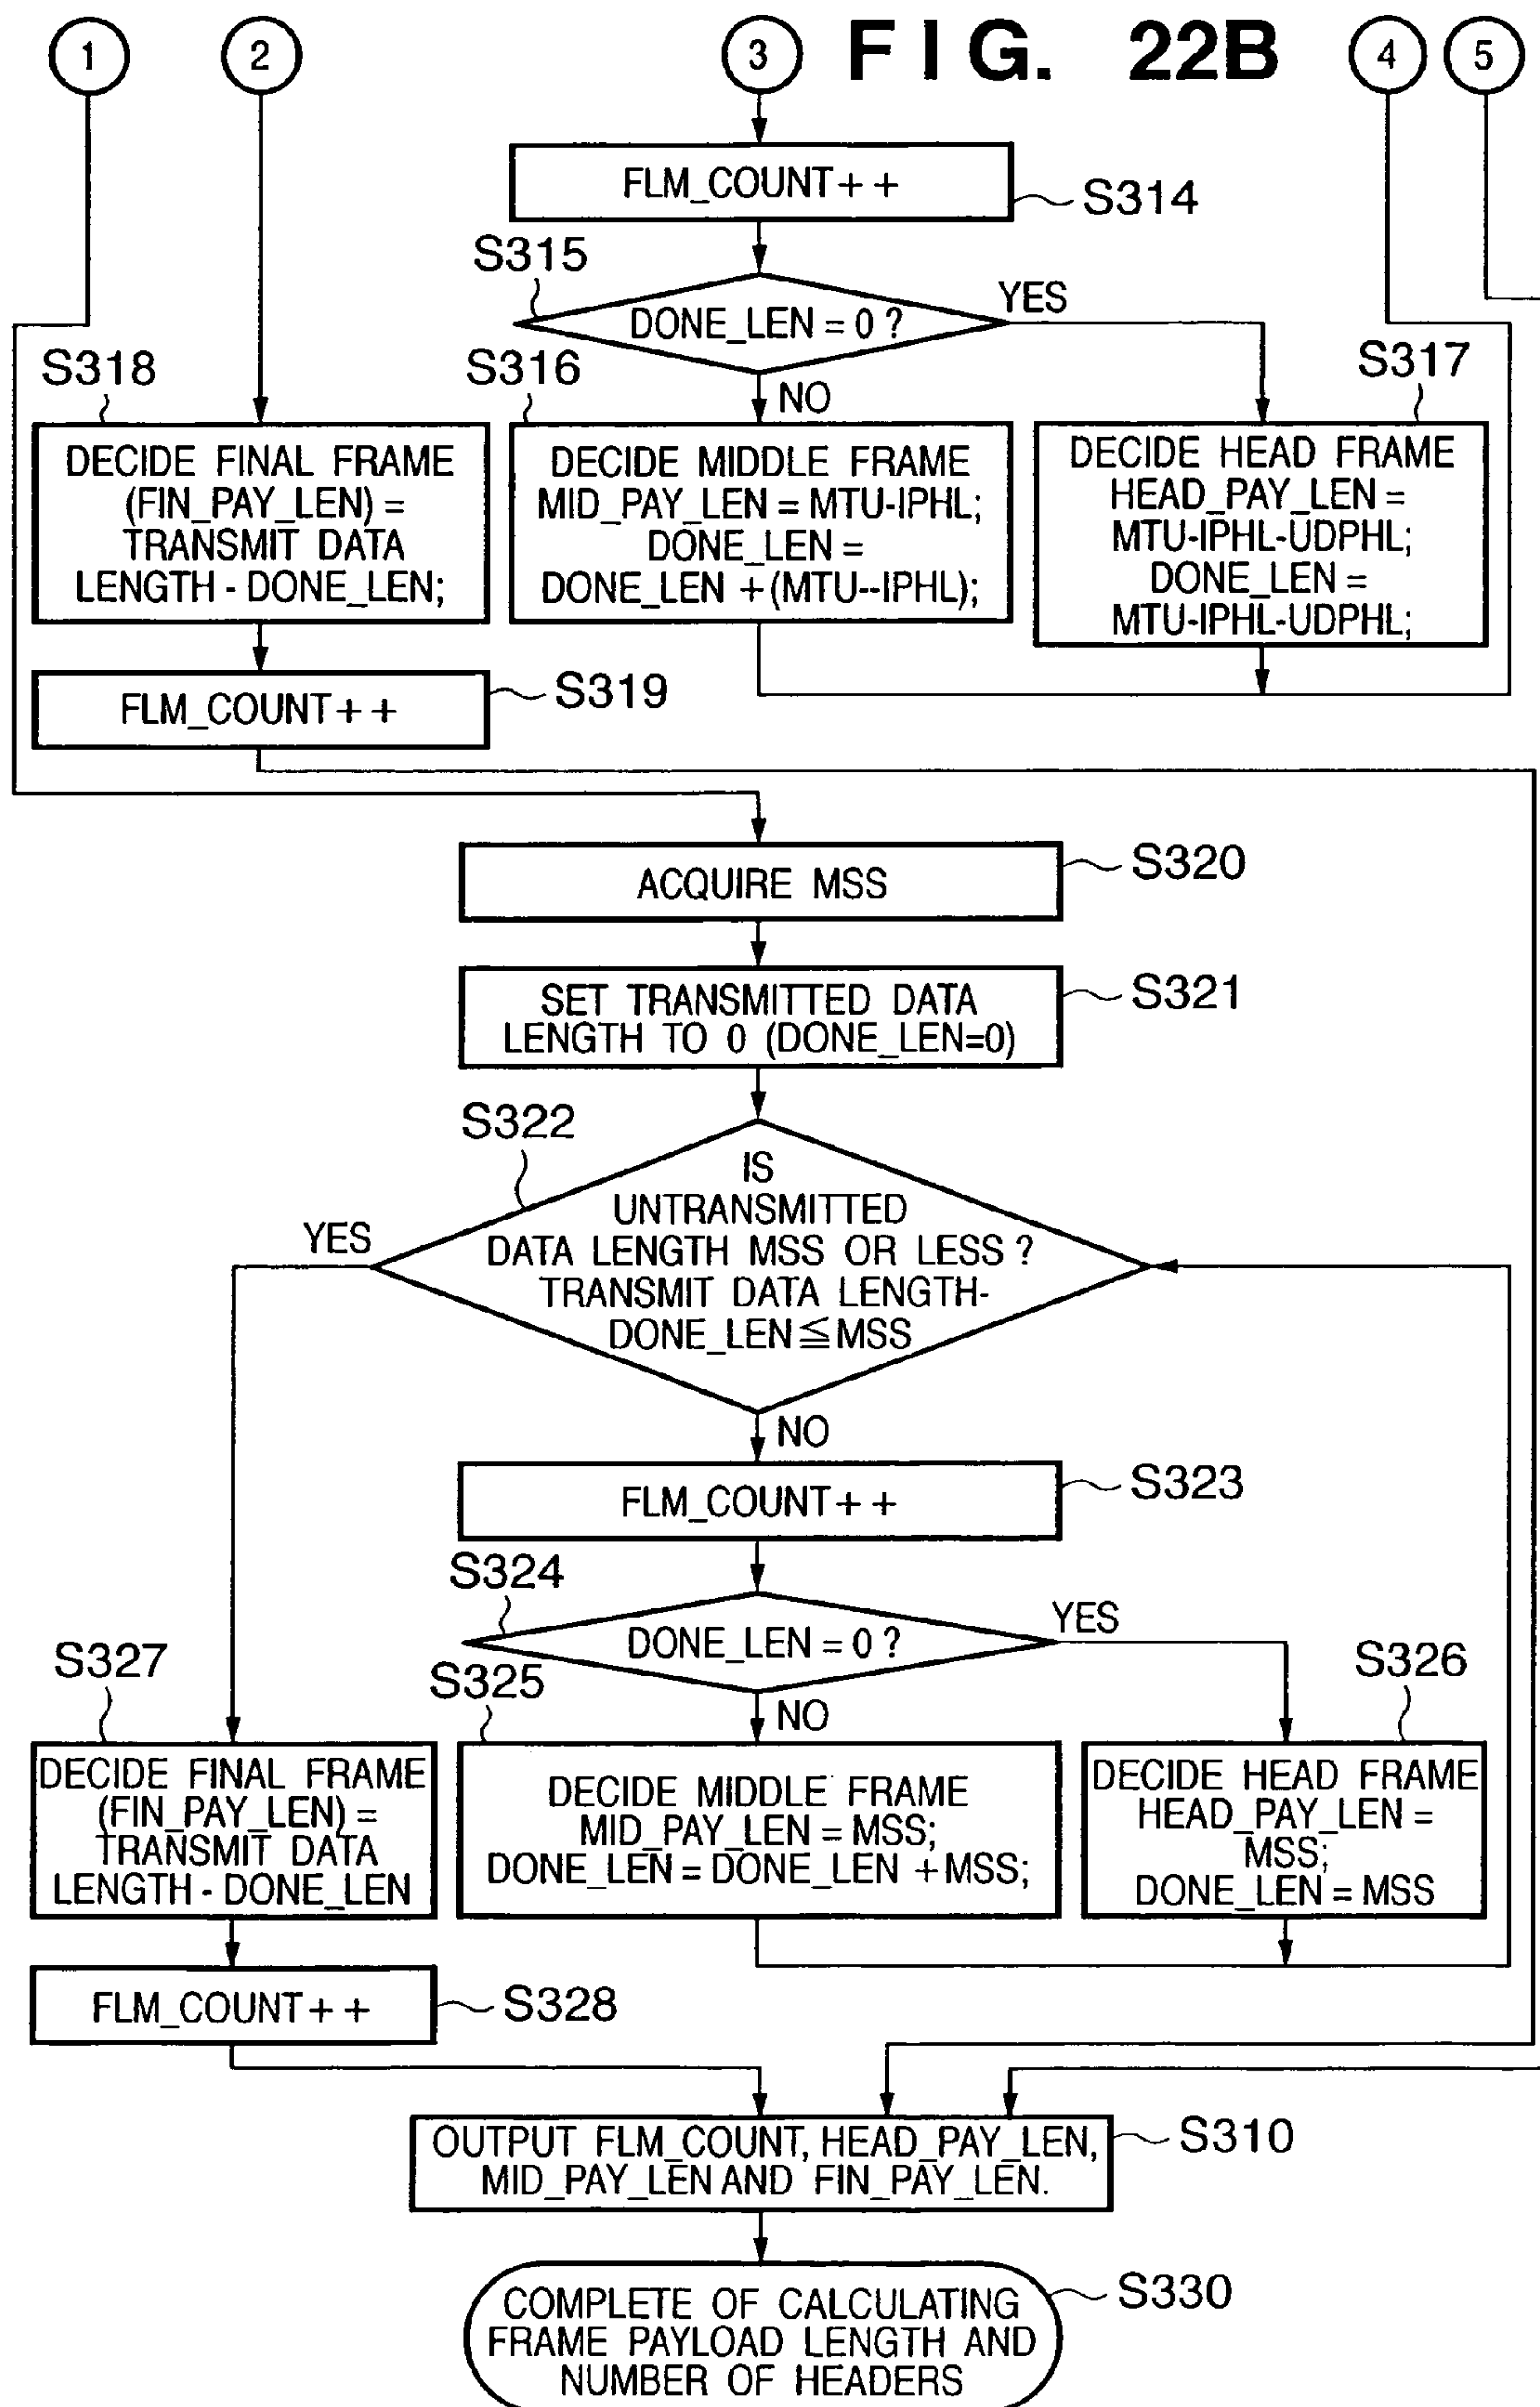 1
2
3
FIG. 22B
4
5
FLM_COUNT++
S314
S315
DONE_LEN = 0 ?
YES
NO
S318
DECIDE FINAL FRAME
(FIN_PAY_LEN) =
TRANSMIT DATA
LENGTH - DONE_LEN;
S316
DECIDE MIDDLE FRAME
MID_PAY_LEN = MTU-IPHL;
DONE_LEN =
DONE_LEN +(MTU--IPHL);
S317
DECIDE HEAD FRAME
HEAD_PAY_LEN =
MTU-IPHL-UDPHL;
DONE_LEN =
MTU-IPHL-UDPHL;
FLM_COUNT++
S319
ACQUIRE MSS
S320
SET TRANSMITTED DATA
LENGTH TO 0 (DONE_LEN=0)
S321
S322
IS
UNTRANSMITTED
DATA LENGTH MSS OR LESS ?
TRANSMIT DATA LENGTH-
DONE_LEN≦MSS
YES
NO
FLM_COUNT++
S323
S324
DONE_LEN = 0 ?
YES
NO
S327
DECIDE FINAL FRAME
(FIN_PAY_LEN) =
TRANSMIT DATA
LENGTH - DONE_LEN
S325
DECIDE MIDDLE FRAME
MID_PAY_LEN = MSS;
DONE_LEN = DONE_LEN +MSS;
S326
DECIDE HEAD FRAME
HEAD_PAY_LEN =
MSS;
DONE_LEN = MSS
FLM_COUNT++
S328
OUTPUT FLM_COUNT, HEAD_PAY_LEN,
MID_PAY_LEN AND FIN_PAY_LEN.
S310
COMPLETE OF CALCULATING
FRAME PAYLOAD LENGTH AND
NUMBER OF HEADERS
S330